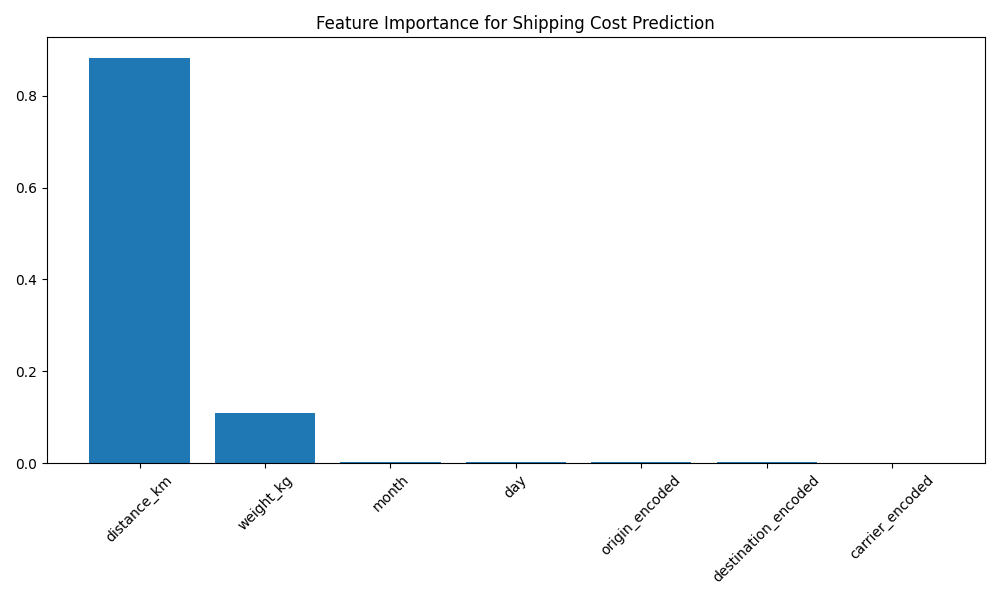 Feature Importance for Shipping Cost Prediction
0.8
0.6
0.4
0.2
0.0
distance_km
weight_kg
month
day
origin_encoded
destination_encoded
carrier_encoded